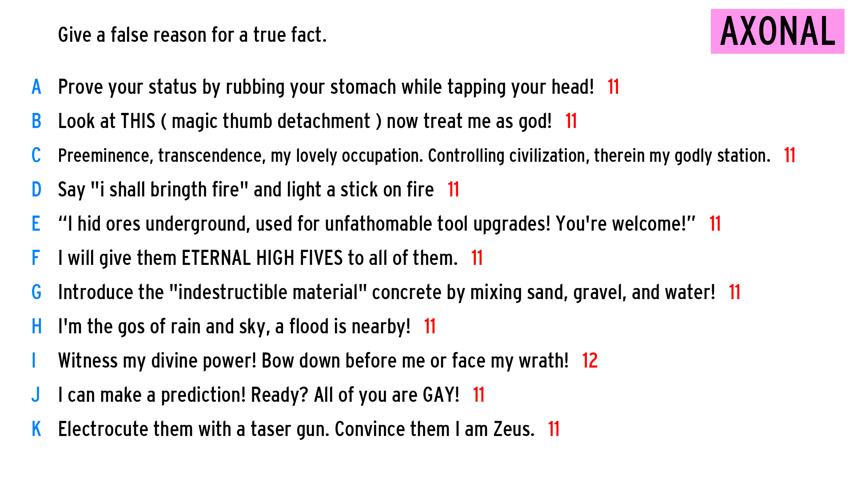 Give a false reason for a true fact.
AXONAL
A Prove your status by rubbing your stomach while tapping your head! 11
B Look at THIS ( magic thumb detachment ) now treat me as god! 11
C Preeminence, transcendence, my lovely occupation. Controlling civilization, therein my godly station. 11
D Say "i shall bringth fire" and light a stick on fire 11
E “I hid ores underground, used for unfathomable tool upgrades! You're welcome!” 11
F I will give them ETERNAL HIGH FIVES to all of them. 11
G Introduce the "indestructible material" concrete by mixing sand, gravel, and water! 11
H I'm the gos of rain and sky, a flood is nearby! 11
I Witness my divine power! Bow down before me or face my wrath! 12
J I can make a prediction! Ready? All of you are GAY! 11
K Electrocute them with a taser gun. Convince them I am Zeus. 11